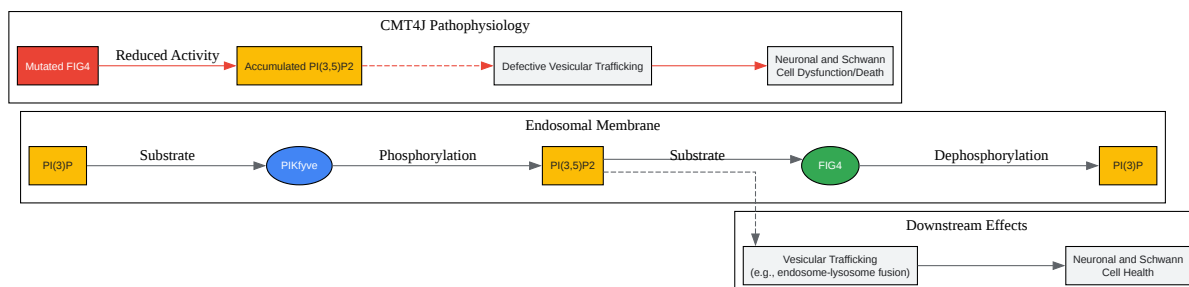 CMT4J Pathophysiology
Mutated FIG4
Reduced Activity
Accumulated PI(3,5)P2
Defective Vesicular Trafficking
Neuronal and Schwann
Cell Dysfunction/Death
Endosomal Membrane
PI(3)P
Substrate
PIKfyve
Phosphorylation
PI(3,5)P2
Substrate
FIG4
Dephosphorylation
PI(3)P
Downstream Effects
Vesicular Trafficking
(e.g., endosome-lysosome fusion)
Neuronal and Schwann
Cell Health